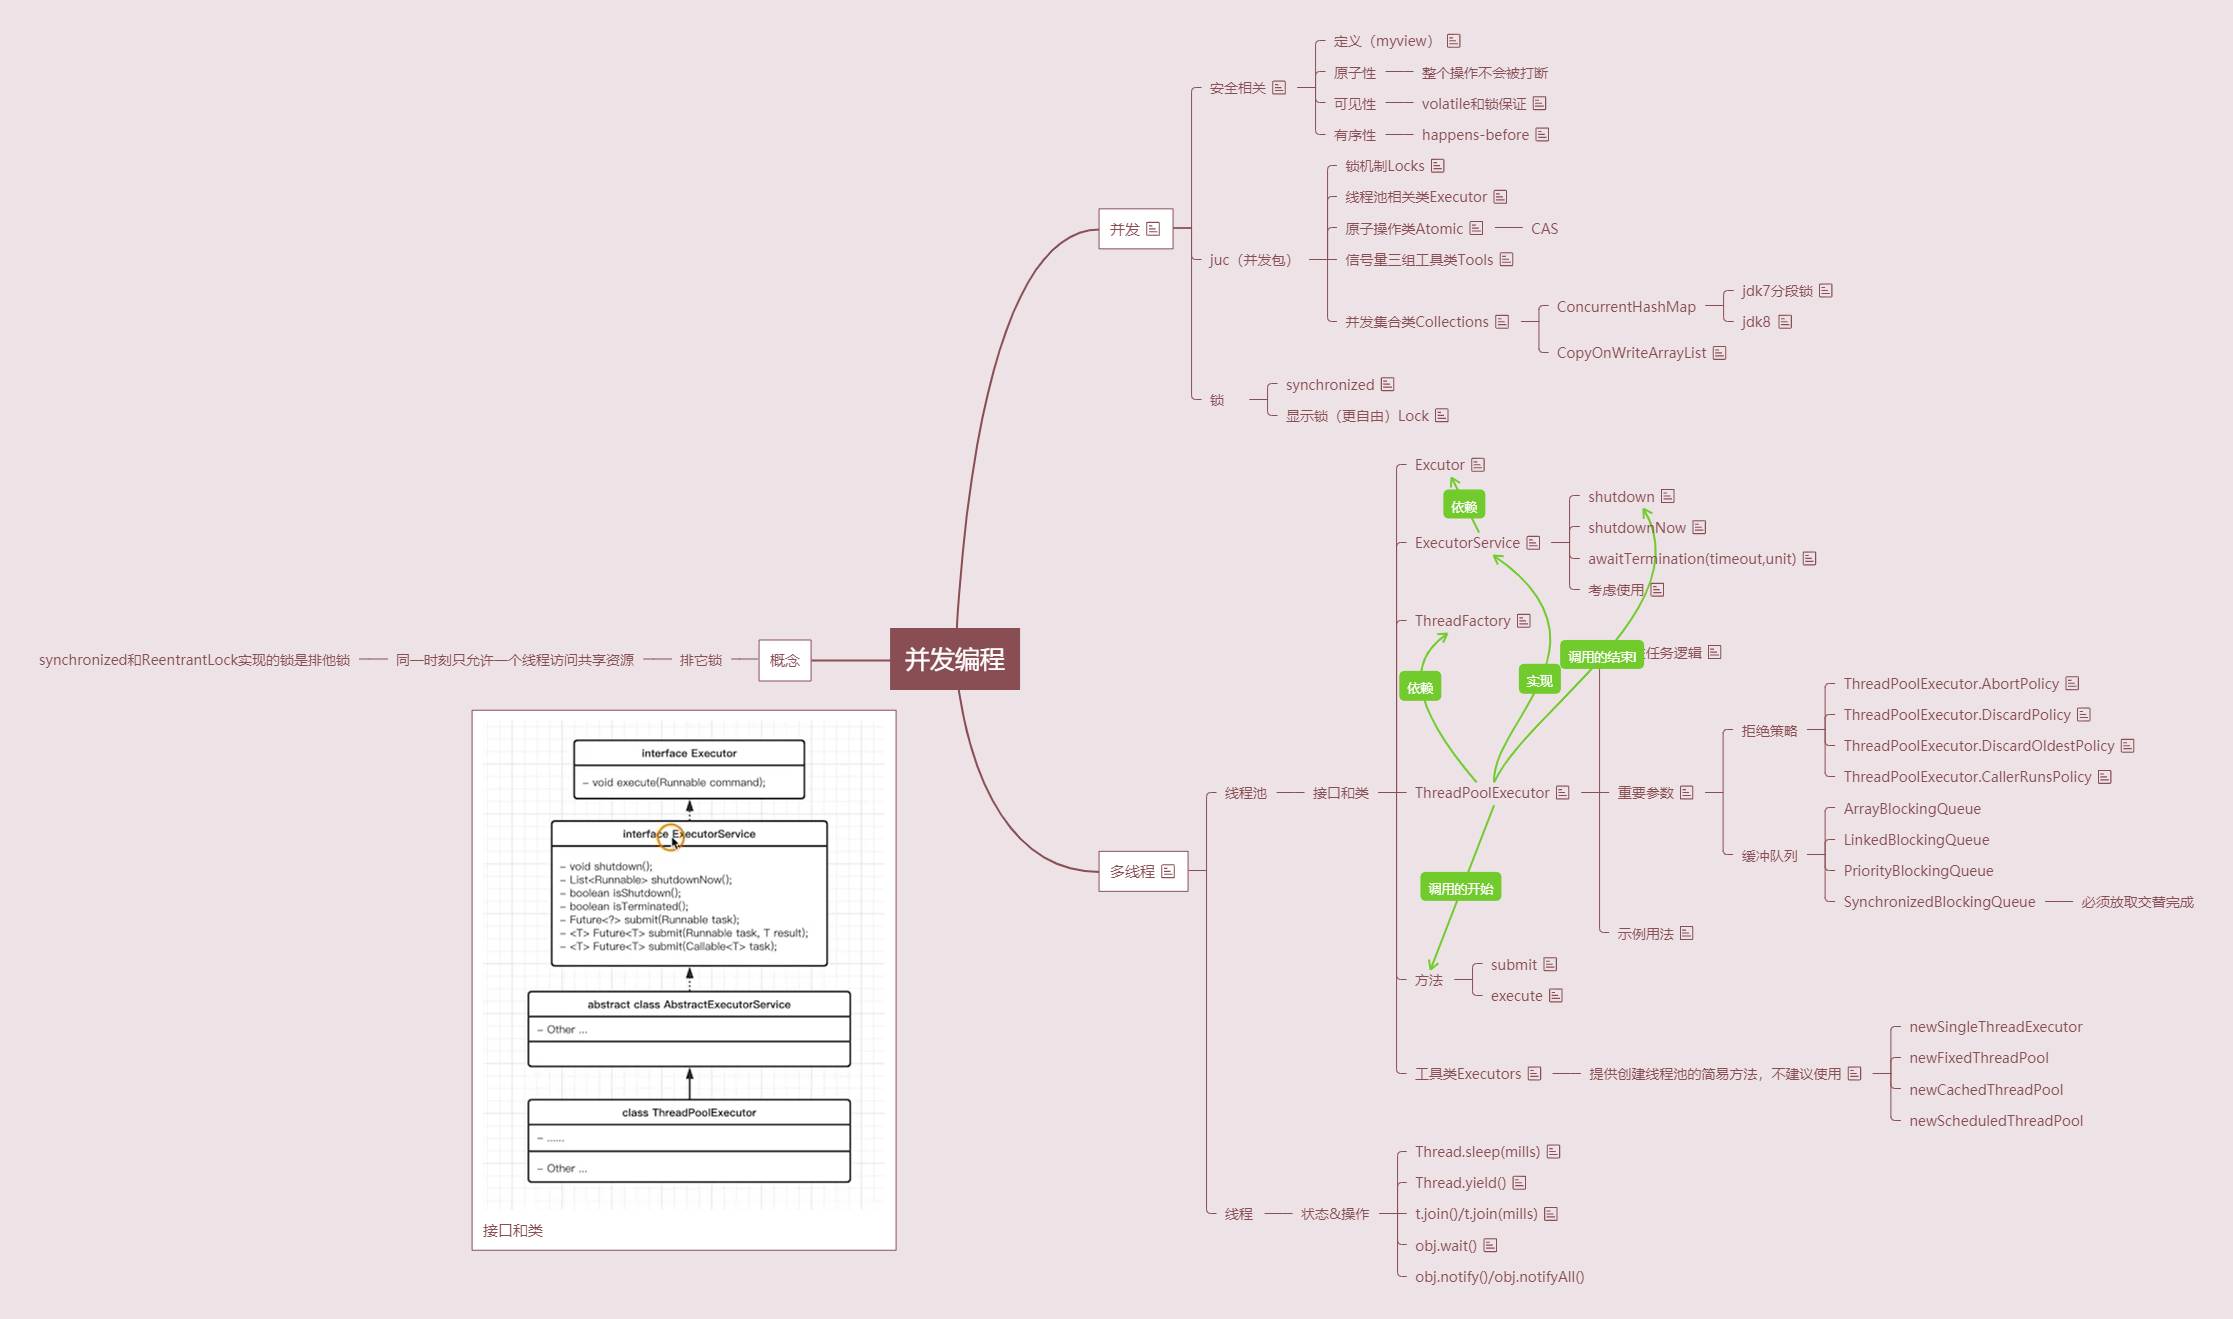 并发编程
并发
安全相关
定义（myview）
原子性
整个操作不会被打断
可见性
volatile和锁保证
有序性
happens-before
juc（并发包）
锁机制Locks
线程池相关类Executor
原子操作类Atomic
CAS
信号量三组工具类Tools
并发集合类Collections
ConcurrentHashMap
jdk7分段锁
jdk8
CopyOnWriteArrayList
锁
synchronized
显示锁（更自由）Lock
多线程
线程池
接口和类
Excutor
依赖
ExecutorService
shutdown
shutdownNow
awaitTermination(timeout,unit)
考虑使用
ThreadFactory
依赖
实现
调用的结束
任务逻辑
ThreadPoolExecutor
重要参数
拒绝策略
ThreadPoolExecutor.AbortPolicy
ThreadPoolExecutor.DiscardPolicy
ThreadPoolExecutor.DiscardOldestPolicy
ThreadPoolExecutor.CallerRunsPolicy
缓冲队列
ArrayBlockingQueue
LinkedBlockingQueue
PriorityBlockingQueue
SynchronizedBlockingQueue
必须放取交替完成
示例用法
调用的开始
方法
submit
execute
工具类Executors
提供创建线程池的简易方法，不建议使用
newSingleThreadExecutor
newFixedThreadPool
newCachedThreadPool
newScheduledThreadPool
线程
状态&操作
Thread.sleep(mills)
Thread.yield()
t.join()/t.join(mills)
obj.wait()
obj.notify()/obj.notifyAll()
概念
排它锁
同一时刻只允许一个线程访问共享资源
synchronized和ReentrantLock实现的锁是排他锁
interface Executor
– void execute(Runnable command);
interface ExecutorService
– void shutdown();
– List<Runnable> shutdownNow();
– boolean isShutdown();
– boolean isTerminated();
– Future<?> submit(Runnable task);
– <T> Future<T> submit(Runnable task, T result);
– <T> Future<T> submit(Callable<T> task);
abstract class AbstractExecutorService
– Other ...
class ThreadPoolExecutor
– ......
– Other ...
接口和类